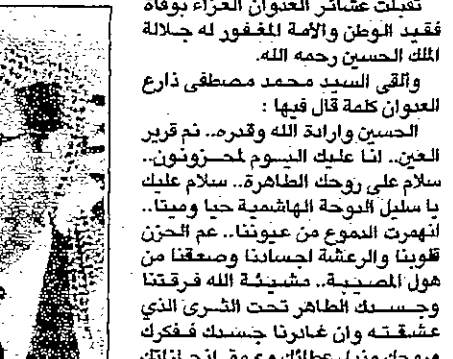 تقبلت عشائر العدوان العزاء بوفاة
فقيد الوطن والأمة المغفور له جلالة
الملك الحسين رحمه الله.
والقى السيد محمد مصطفى ذارع
العدوان كلمة قال فيها :
الحسين وارادة الله وقدره.. نم قرير
العين.. انا عليك اليوم لمحزونون..
سلام على روحك الطاهرة.. سلام عليك
يا سليل الدوحة الهاشمية حيا وميتا..
انهمرت الدموع من عيوننا.. عم الحزن
قلوبنا والرعشة اجسادنا وصعقنا من
هول المصيبة.. مشيئة الله فرقتنا
وجسدك الطاهر تحت الثرى الذي
عشقته وان غادرنا جسدك ففكرك